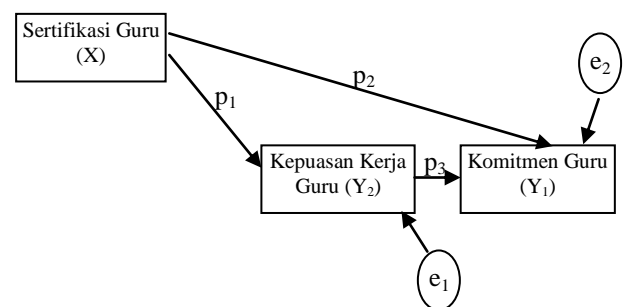 Sertifikasi Guru
(X)
e₂
p₂
p₁
Kepuasan Kerja
Guru (Y₂)
p₃
Komitmen Guru
(Y₁)
e₁